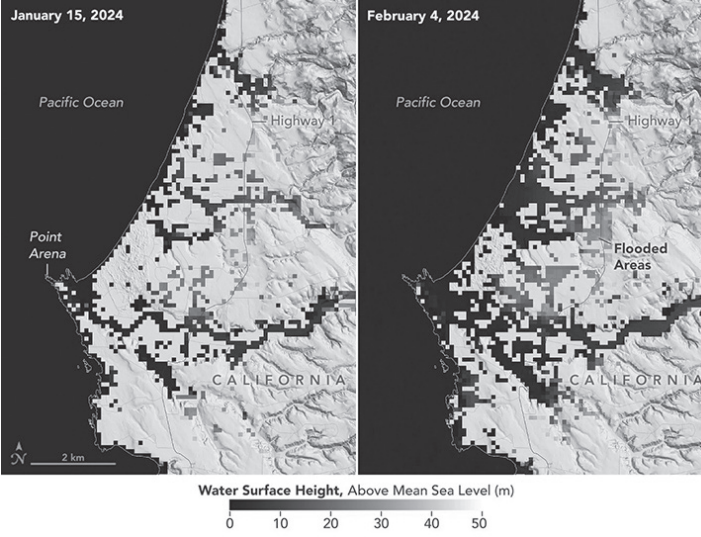 January 15, 2024
Pacific Ocean
Highway 1
Point
Arena
CALIFORNIA
N
2 km
February 4, 2024
Pacific Ocean
Highway 1
Flooded
Areas
CALIFORNIA
Water Surface Height, Above Mean Sea Level (m)
0 10 20 30 40 50